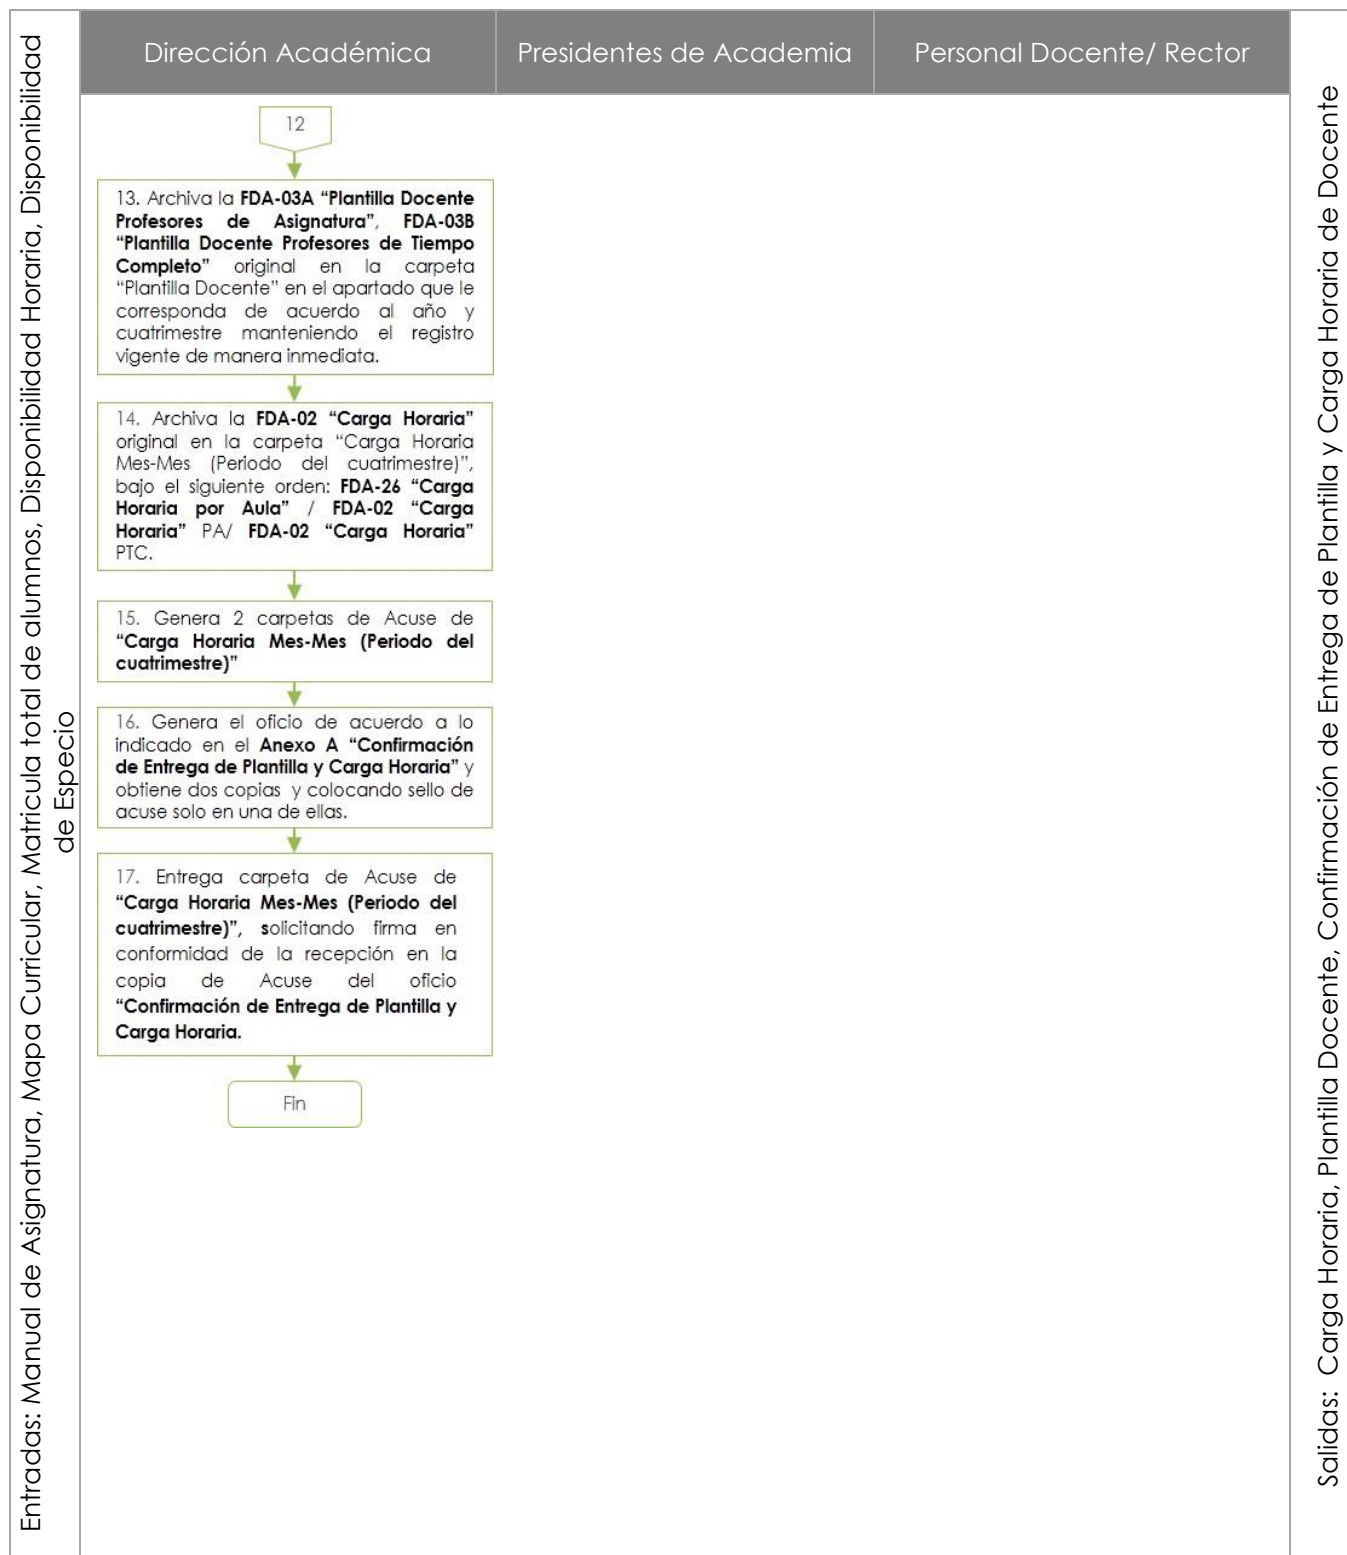 Entradas: Manual de Asignatura, Mapa Curricular, Matricula total de alumnos, Disponibilidad Horaria, Disponibilidad
de Especio
Dirección Académica
Presidentes de Academia
Personal Docente/ Rector
12
13. Archiva la FDA-03A “Plantilla Docente
Profesores de Asignatura”, FDA-03B
“Plantilla Docente Profesores de Tiempo
Completo” original en la carpeta
“Plantilla Docente” en el apartado que le
corresponda de acuerdo al año y
cuatrimestre manteniendo el registro
vigente de manera inmediata.
14. Archiva la FDA-02 “Carga Horaria”
original en la carpeta “Carga Horaria
Mes-Mes (Periodo del cuatrimestre)”,
bajo el siguiente orden: FDA-26 “Carga
Horaria por Aula” / FDA-02 “Carga
Horaria” PA/ FDA-02 “Carga Horaria”
PTC.
15. Genera 2 carpetas de Acuse de
“Carga Horaria Mes-Mes (Periodo del
cuatrimestre)”
16. Genera el oficio de acuerdo a lo
indicado en el Anexo A “Confirmación
de Entrega de Plantilla y Carga Horaria” y
obtiene dos copias y colocando sello de
acuse solo en una de ellas.
17. Entrega carpeta de Acuse de
“Carga Horaria Mes-Mes (Periodo del
cuatrimestre)”, solicitando firma en
conformidad de la recepción en la
copia de Acuse del oficio
“Confirmación de Entrega de Plantilla y
Carga Horaria.
Fin
Salidas: Carga Horaria, Plantilla Docente, Confirmación de Entrega de Plantilla y Carga Horaria de Docente